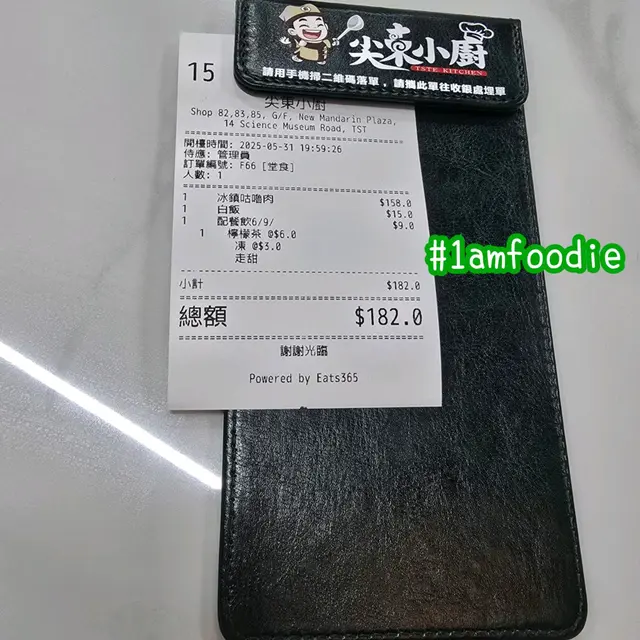 尖東小廚
TSTE KITCHEN
請用手機掃二維碼落單，請攜此單往收銀處埋單
15
尖東小廚
Shop 82,83,85, G/F, New Mandarin Plaza,
14 Science Museum Road, TST
開檯時間: 2025-05-31 19:59:26
侍應: 管理員
訂單編號: F66 [堂食]
人數: 1
1 冰鎮咕嚕肉 $158.0
1 白飯 $15.0
1 配餐飲6/9/ $9.0
1 檸檬茶 @$6.0
凍 @$3.0
走甜
小計 $182.0
總額 $182.0
謝謝光臨
Powered by Eats365
#1amfoodie